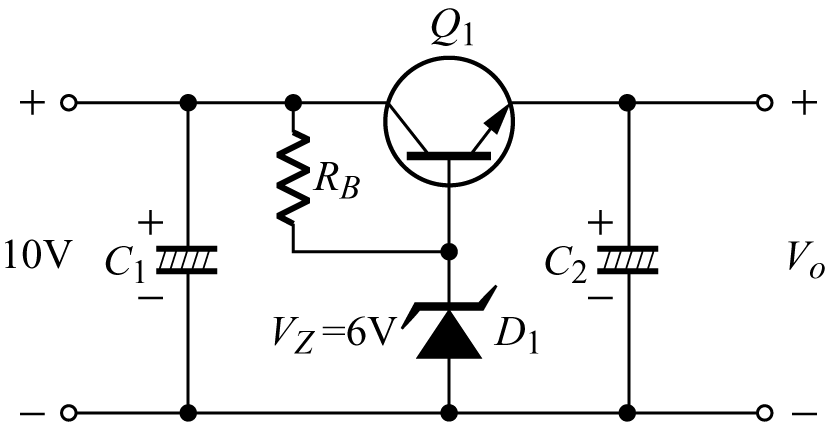 Q1
+ +
RB
+ +
10V C1 C2 Vo
− −
VZ=6V D1
− −